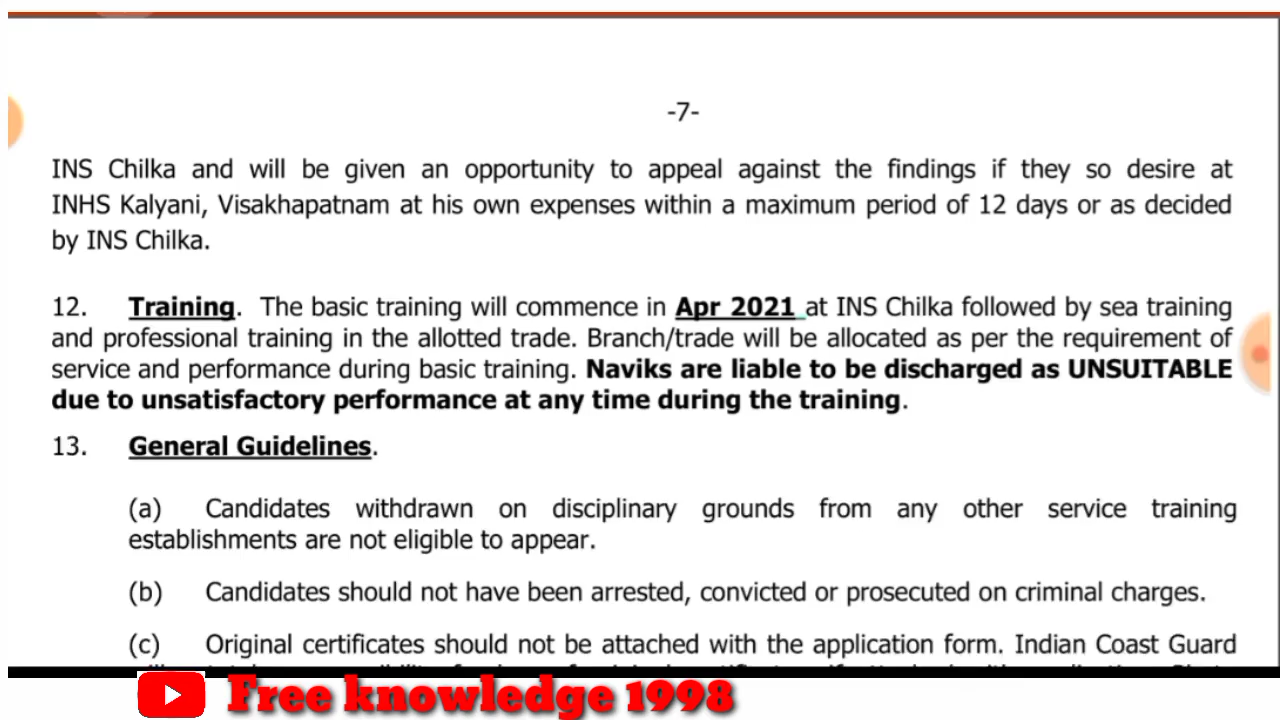 -7-
INS Chilka and will be given an opportunity to appeal against the findings if they so desire at
INHS Kalyani, Visakhapatnam at his own expenses within a maximum period of 12 days or as decided
by INS Chilka.
12. Training. The basic training will commence in Apr 2021 at INS Chilka followed by sea training
and professional training in the allotted trade. Branch/trade will be allocated as per the requirement of
service and performance during basic training. Naviks are liable to be discharged as UNSUITABLE
due to unsatisfactory performance at any time during the training.
13. General Guidelines.
(a) Candidates withdrawn on disciplinary grounds from any other service training
establishments are not eligible to appear.
(b) Candidates should not have been arrested, convicted or prosecuted on criminal charges.
(c) Original certificates should not be attached with the application form. Indian Coast Guard
Free knowledge 1998